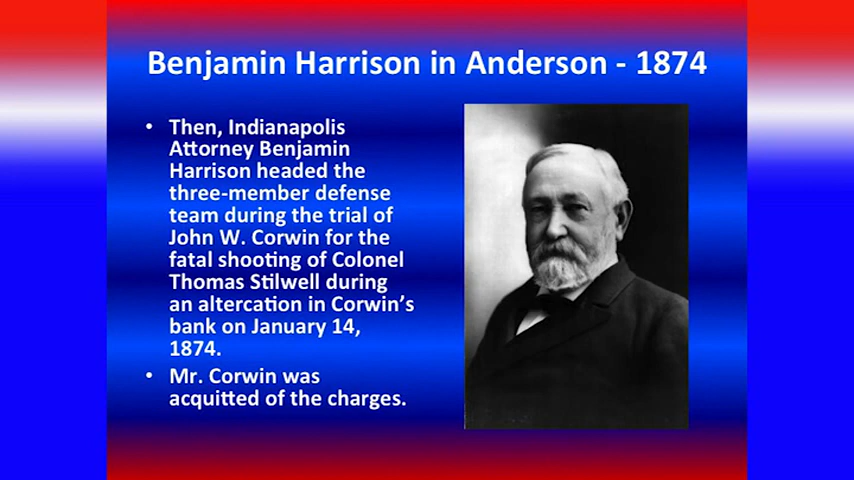 Benjamin Harrison in Anderson - 1874
• Then, Indianapolis
Attorney Benjamin
Harrison headed the
three-member defense
team during the trial of
John W. Corwin for the
fatal shooting of Colonel
Thomas Stilwell during
an altercation in Corwin’s
bank on January 14,
1874.
• Mr. Corwin was
acquitted of the charges.